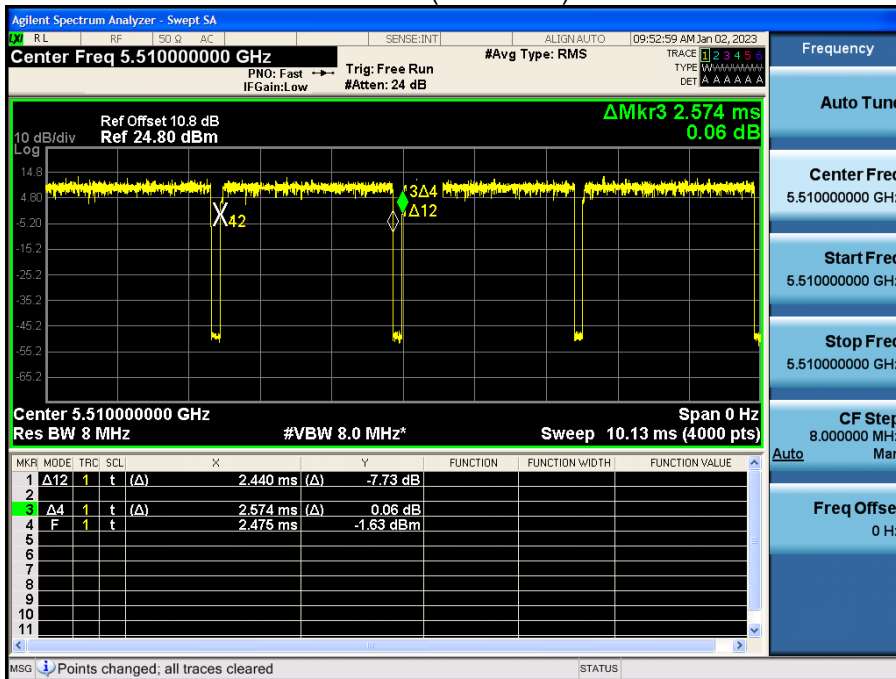 Agilent Spectrum Analyzer - Swept SA
LXI RL RF 50 Ω AC SENSE:INT ALIGN AUTO 09:52:59 AM Jan 02, 2023
Center Freq 5.510000000 GHz #Avg Type: RMS TRACE 1 2 3 4 5 6
PNO: Fast Trig: Free Run TYPE WWWWWW
IFGain:Low #Atten: 24 dB DET A A A A A A
Frequency
Auto Tune
ΔMkr3 2.574 ms
0.06 dB
Ref Offset 10.8 dB
10 dB/div Ref 24.80 dBm
Log
14.8
4.80
-5.20
-15.2
-25.2
-35.2
-45.2
-55.2
-65.2
3Δ4
Δ12
42
Center 5.510000000 GHz Span 0 Hz
Res BW 8 MHz #VBW 8.0 MHz* Sweep 10.13 ms (4000 pts)
Center Freq
5.510000000 GHz
Start Freq
5.510000000 GHz
Stop Freq
5.510000000 GHz
CF Step
8.000000 MHz
Auto Man
Freq Offset
0 Hz
MKR MODE TRC SCL X Y FUNCTION FUNCTION WIDTH FUNCTION VALUE
1 Δ12 1 t (Δ) 2.440 ms (Δ) -7.73 dB
2
3 Δ4 1 t (Δ) 2.574 ms (Δ) 0.06 dB
4 F 1 t 2.475 ms -1.63 dBm
5
6
7
8
9
10
11
MSG Points changed; all traces cleared STATUS